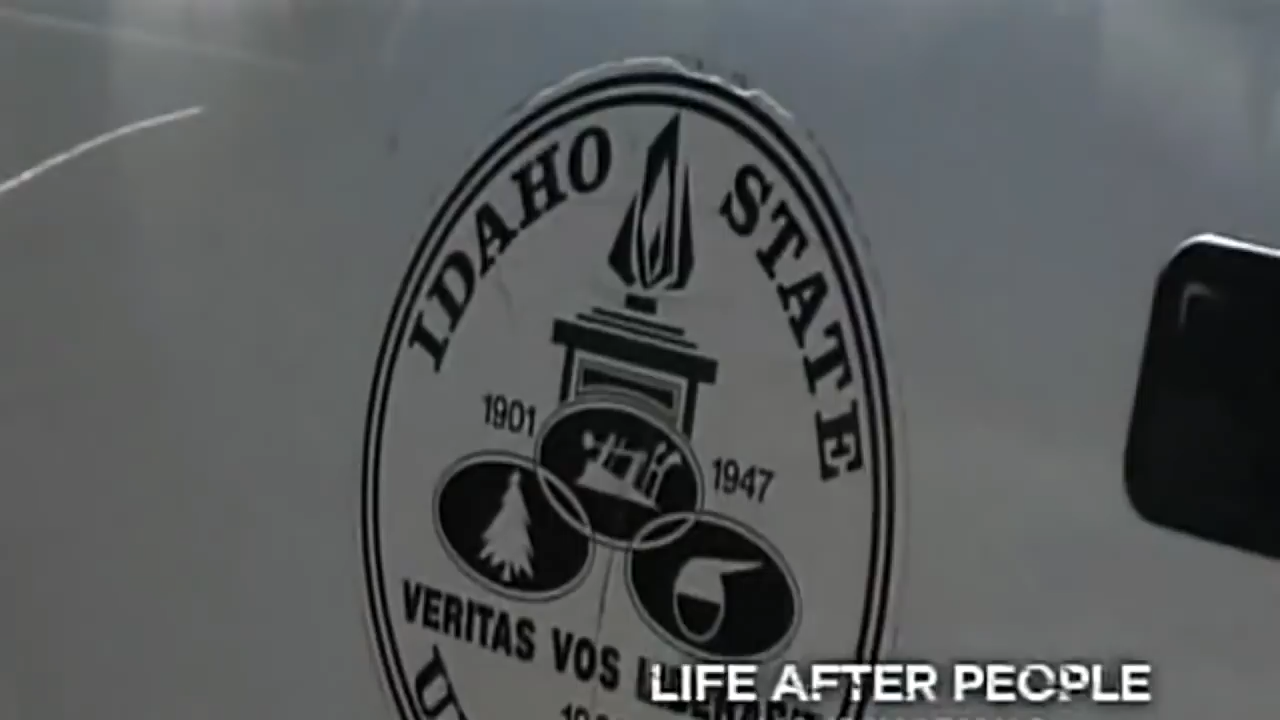 IDAHO STATE
1901
1947
VERITAS VOS
LIFE AFTER PEOPLE